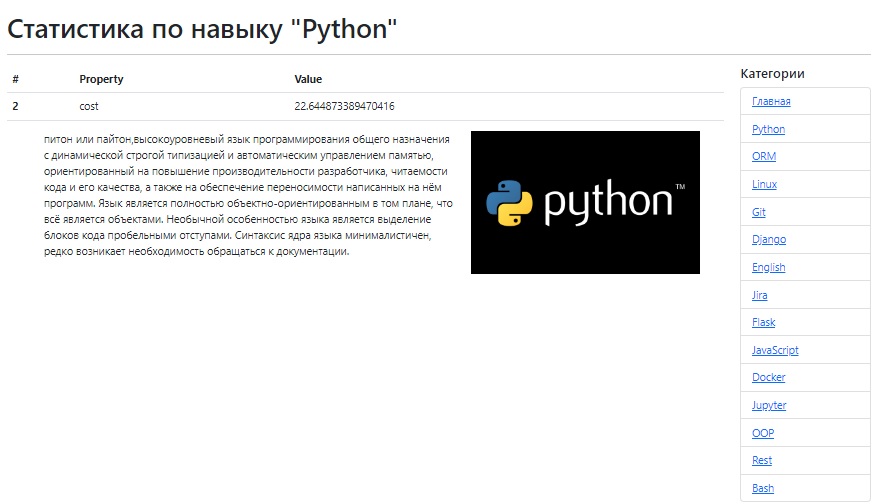 Статистика по навыку "Python"
# Property Value
2 cost 22.644873389470416
питон или пайтон,высокоуровневый язык программирования общего назначения
с динамической строгой типизацией и автоматическим управлением памятью,
ориентированный на повышение производительности разработчика, читаемости
кода и его качества, а также на обеспечение переносимости написанных на нём
программ. Язык является полностью объектно-ориентированным в том плане, что
всё является объектами. Необычной особенностью языка является выделение
блоков кода пробельными отступами. Синтаксис ядра языка минималистичен,
редко возникает необходимость обращаться к документации.
python™
Категории
Главная
Python
ORM
Linux
Git
Django
English
Jira
Flask
JavaScript
Docker
Jupyter
OOP
Rest
Bash